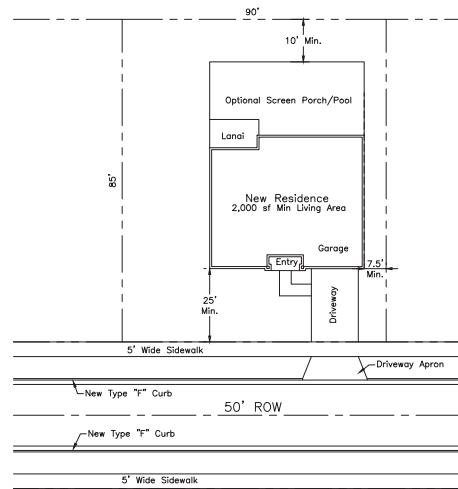 90'
10' Min.
Optional Screen Porch/Pool
Lanai
85'
New Residence
2,000 sf Min Living Area
Garage
Entry
7.5'
Min.
25'
Min.
Driveway
5' Wide Sidewalk
Driveway Apron
New Type "F" Curb
50' ROW
New Type "F" Curb
5' Wide Sidewalk